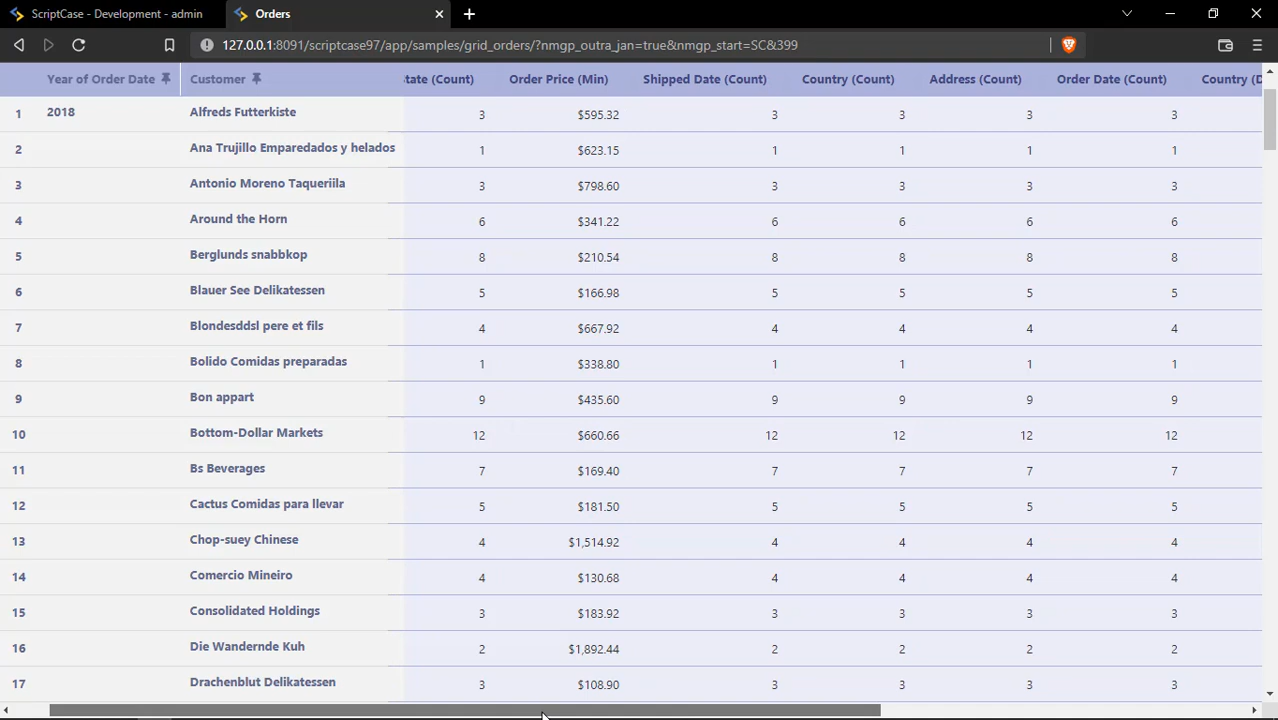 ScriptCase - Development - admin
Orders
127.0.0.1:8091/scriptcase97/app/samples/grid_orders/?nmgp_outra_jan=true&nmgp_start=SC&399
Year of Order Date Customer tate (Count) Order Price (Min) Shipped Date (Count) Country (Count) Address (Count) Order Date (Count) Country (D
1 2018 Alfreds Futterkiste 3 $595.32 3 3 3 3
2 Ana Trujillo Emparedados y helados 1 $623.15 1 1 1 1
3 Antonio Moreno Taqueriila 3 $798.60 3 3 3 3
4 Around the Horn 6 $341.22 6 6 6 6
5 Berglunds snabbkop 8 $210.54 8 8 8 8
6 Blauer See Delikatessen 5 $166.98 5 5 5 5
7 Blondesddsl pere et fils 4 $667.92 4 4 4 4
8 Bolido Comidas preparadas 1 $338.80 1 1 1 1
9 Bon appart 9 $435.60 9 9 9 9
10 Bottom-Dollar Markets 12 $660.66 12 12 12 12
11 Bs Beverages 7 $169.40 7 7 7 7
12 Cactus Comidas para llevar 5 $181.50 5 5 5 5
13 Chop-suey Chinese 4 $1,514.92 4 4 4 4
14 Comercio Mineiro 4 $130.68 4 4 4 4
15 Consolidated Holdings 3 $183.92 3 3 3 3
16 Die Wandernde Kuh 2 $1,892.44 2 2 2 2
17 Drachenblut Delikatessen 3 $108.90 3 3 3 3